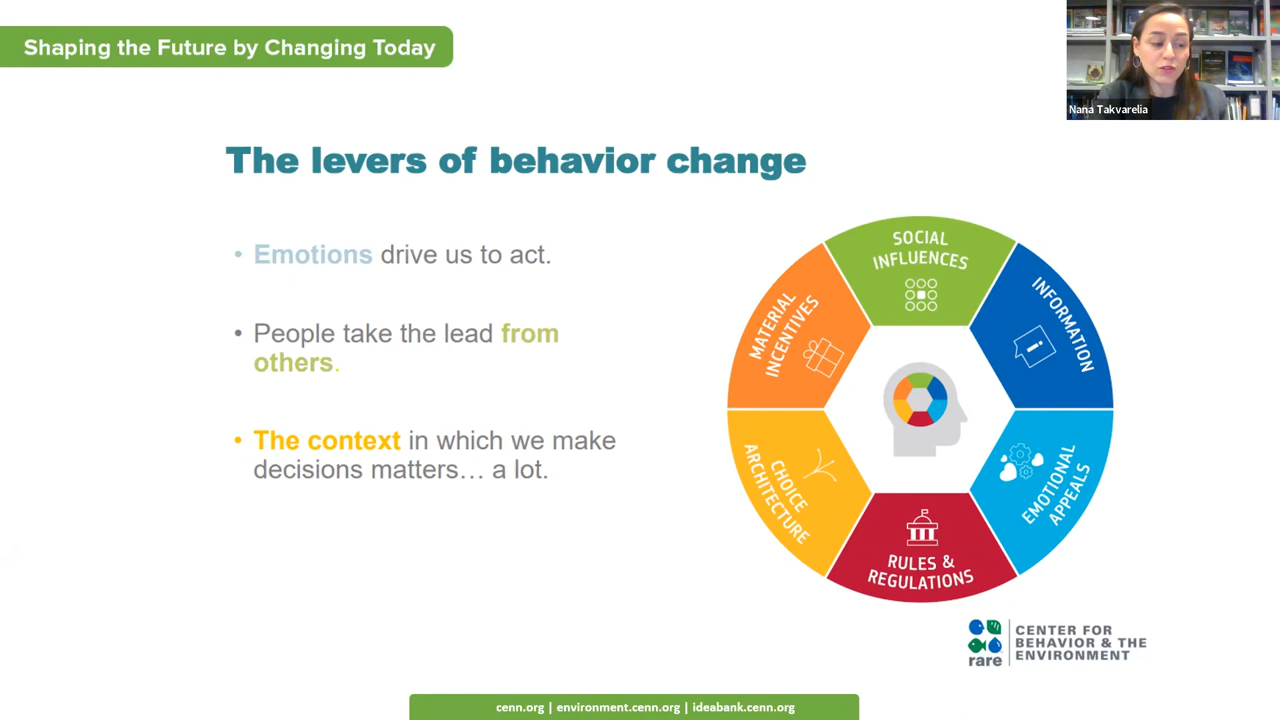 Shaping the Future by Changing Today
Nana Takvarelia
The levers of behavior change
• Emotions drive us to act.
• People take the lead from
others.
• The context in which we make
decisions matters… a lot.
SOCIAL
INFLUENCES
INFORMATION
EMOTIONAL
APPEALS
RULES &
REGULATIONS
CHOICE
ARCHITECTURE
MATERIAL
INCENTIVES
rare
CENTER FOR
BEHAVIOR & THE
ENVIRONMENT
cenn.org | environment.cenn.org | ideabank.cenn.org